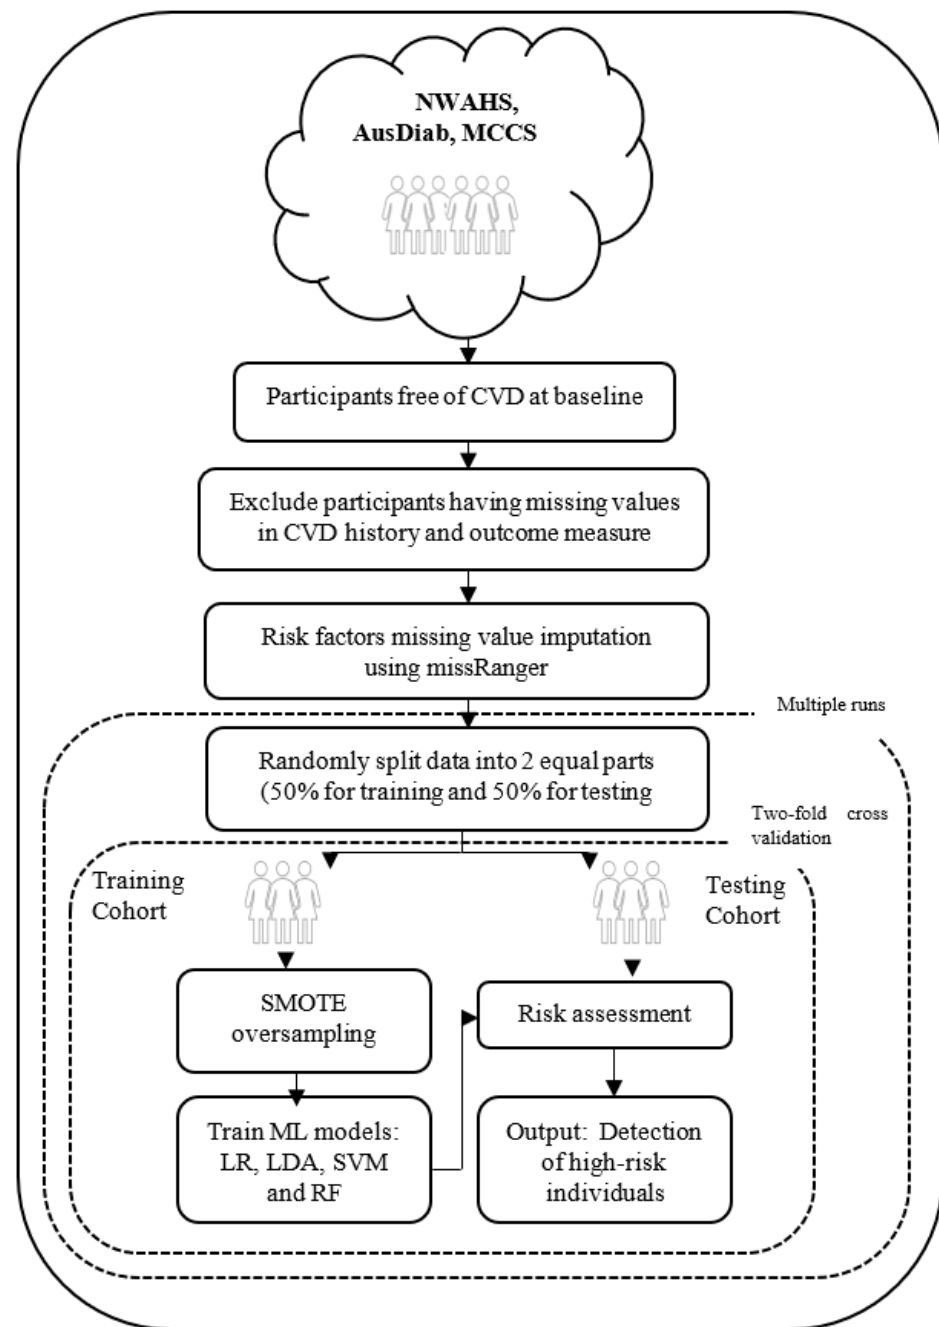 NWAHS,
AusDiab, MCCS
Participants free of CVD at baseline
Exclude participants having missing values
in CVD history and outcome measure
Risk factors missing value imputation
using missRanger
Multiple runs
Randomly split data into 2 equal parts
(50% for training and 50% for testing
Two-fold cross
validation
Training
Cohort
Testing
Cohort
SMOTE
oversampling
Risk assessment
Train ML models:
LR, LDA, SVM
and RF
Output: Detection
of high-risk
individuals